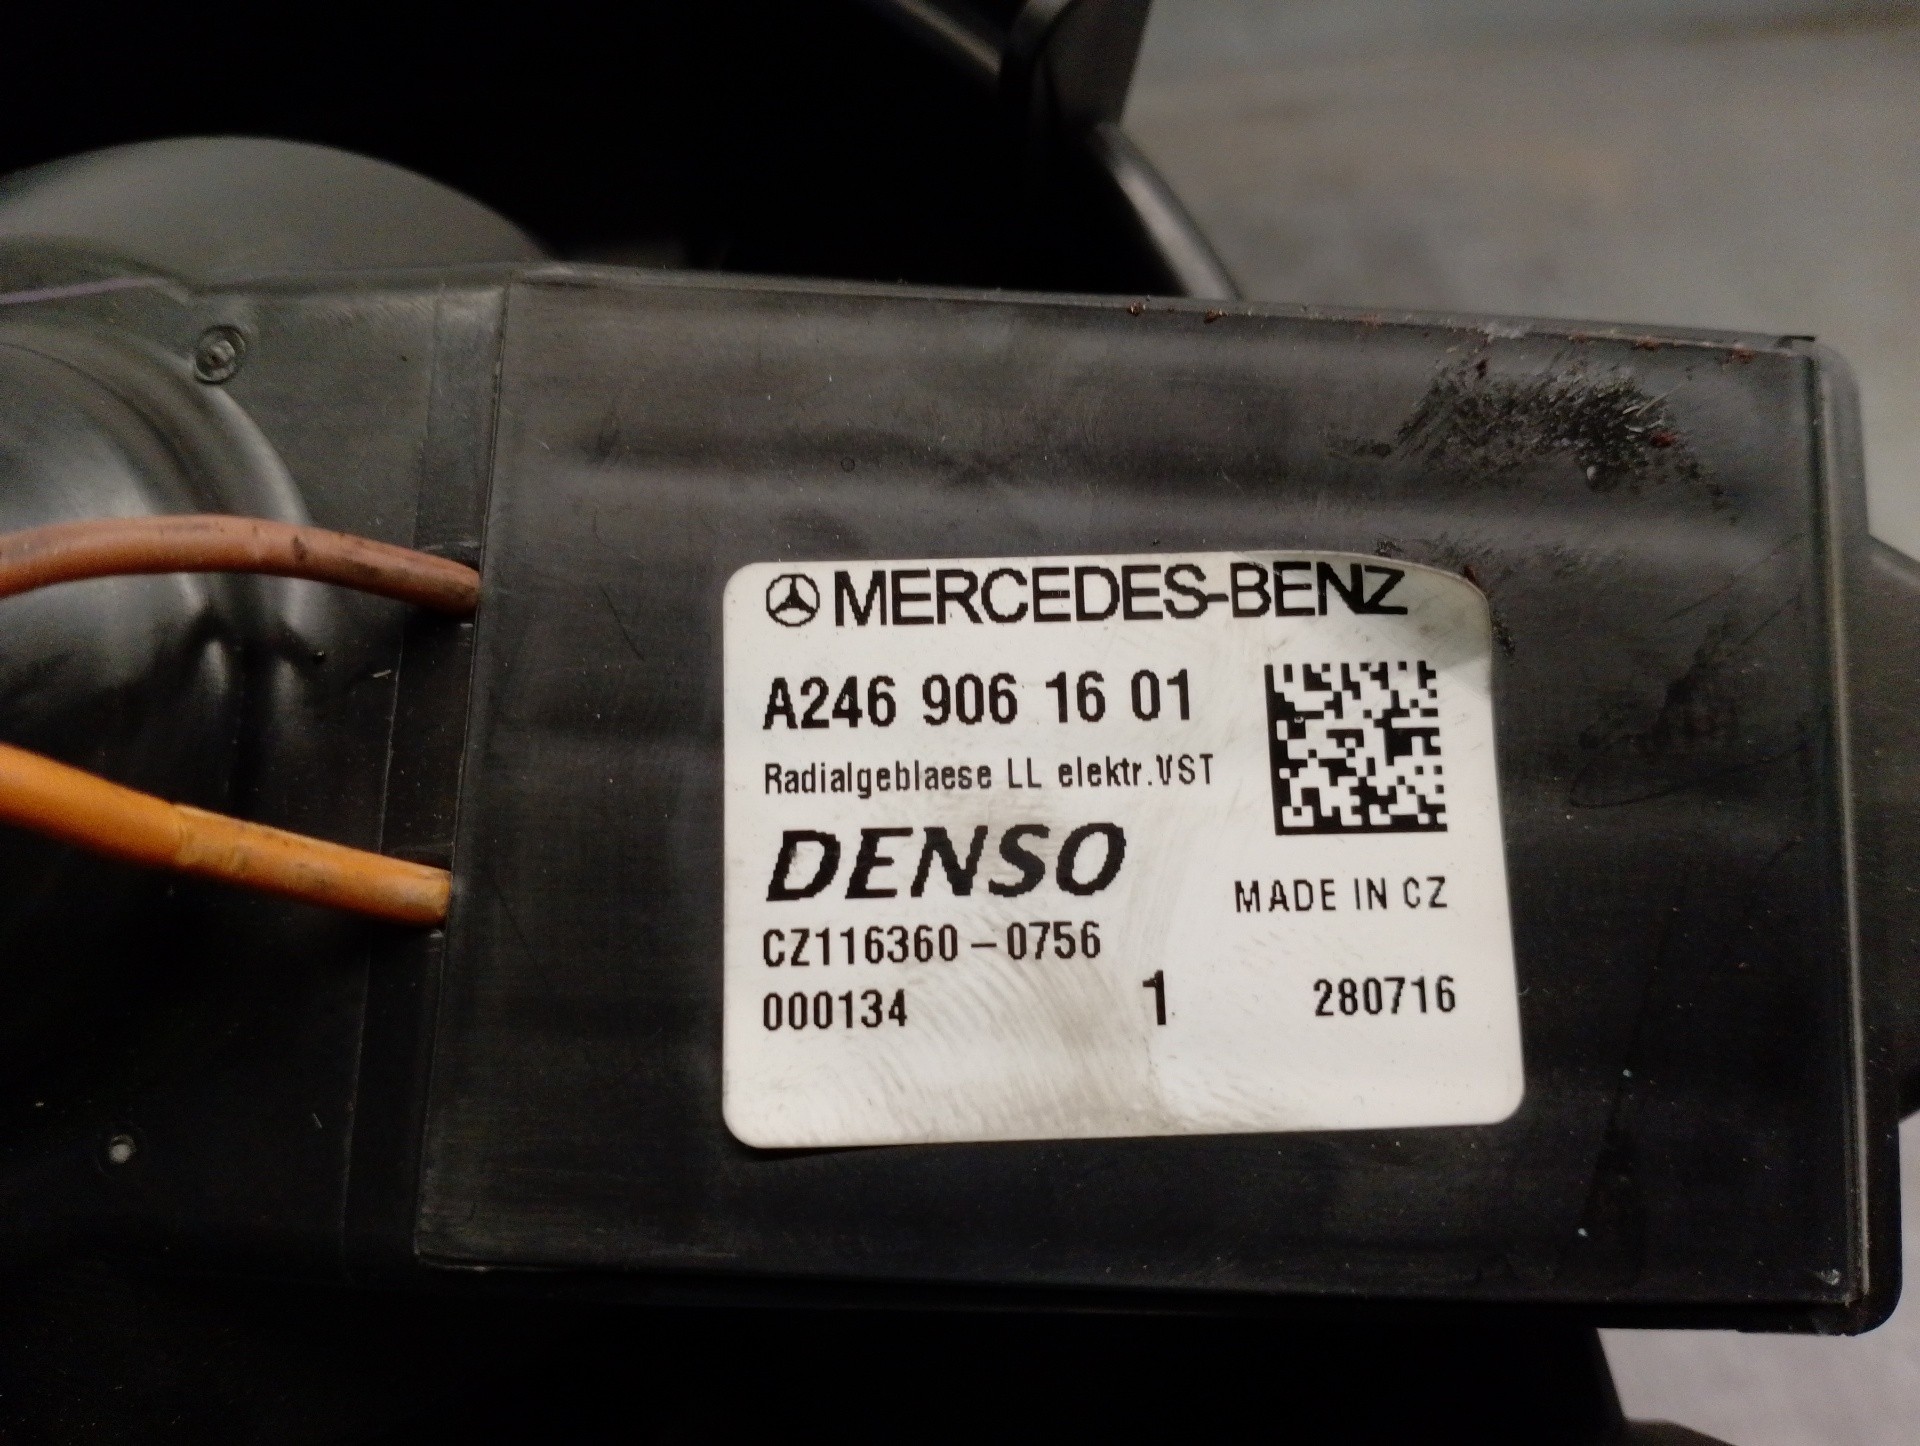 MERCEDES-BENZ
A246 906 16 01
Radialgeblaese LL elektr.VST
DENSO
MADE IN CZ
CZ116360-0756
000134 1 280716